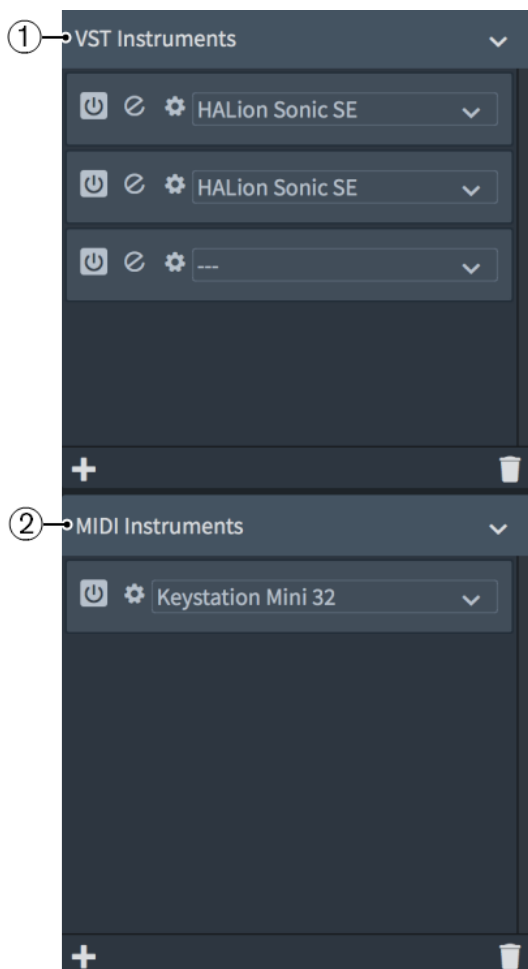 ① VST Instruments
HALion Sonic SE
HALion Sonic SE
---
② MIDI Instruments
Keystation Mini 32